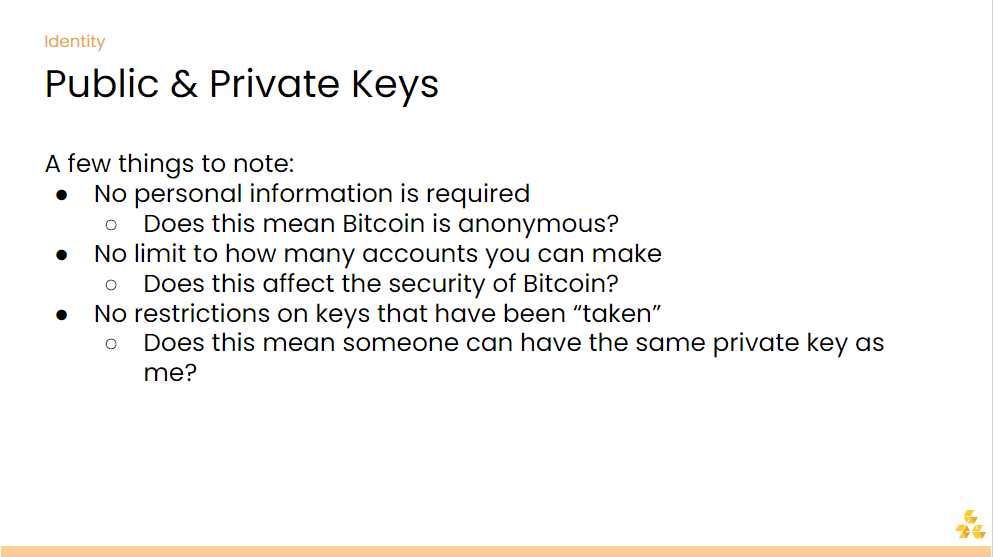 Identity
Public & Private Keys
A few things to note:
● No personal information is required
○ Does this mean Bitcoin is anonymous?
● No limit to how many accounts you can make
○ Does this affect the security of Bitcoin?
● No restrictions on keys that have been “taken”
○ Does this mean someone can have the same private key as
me?